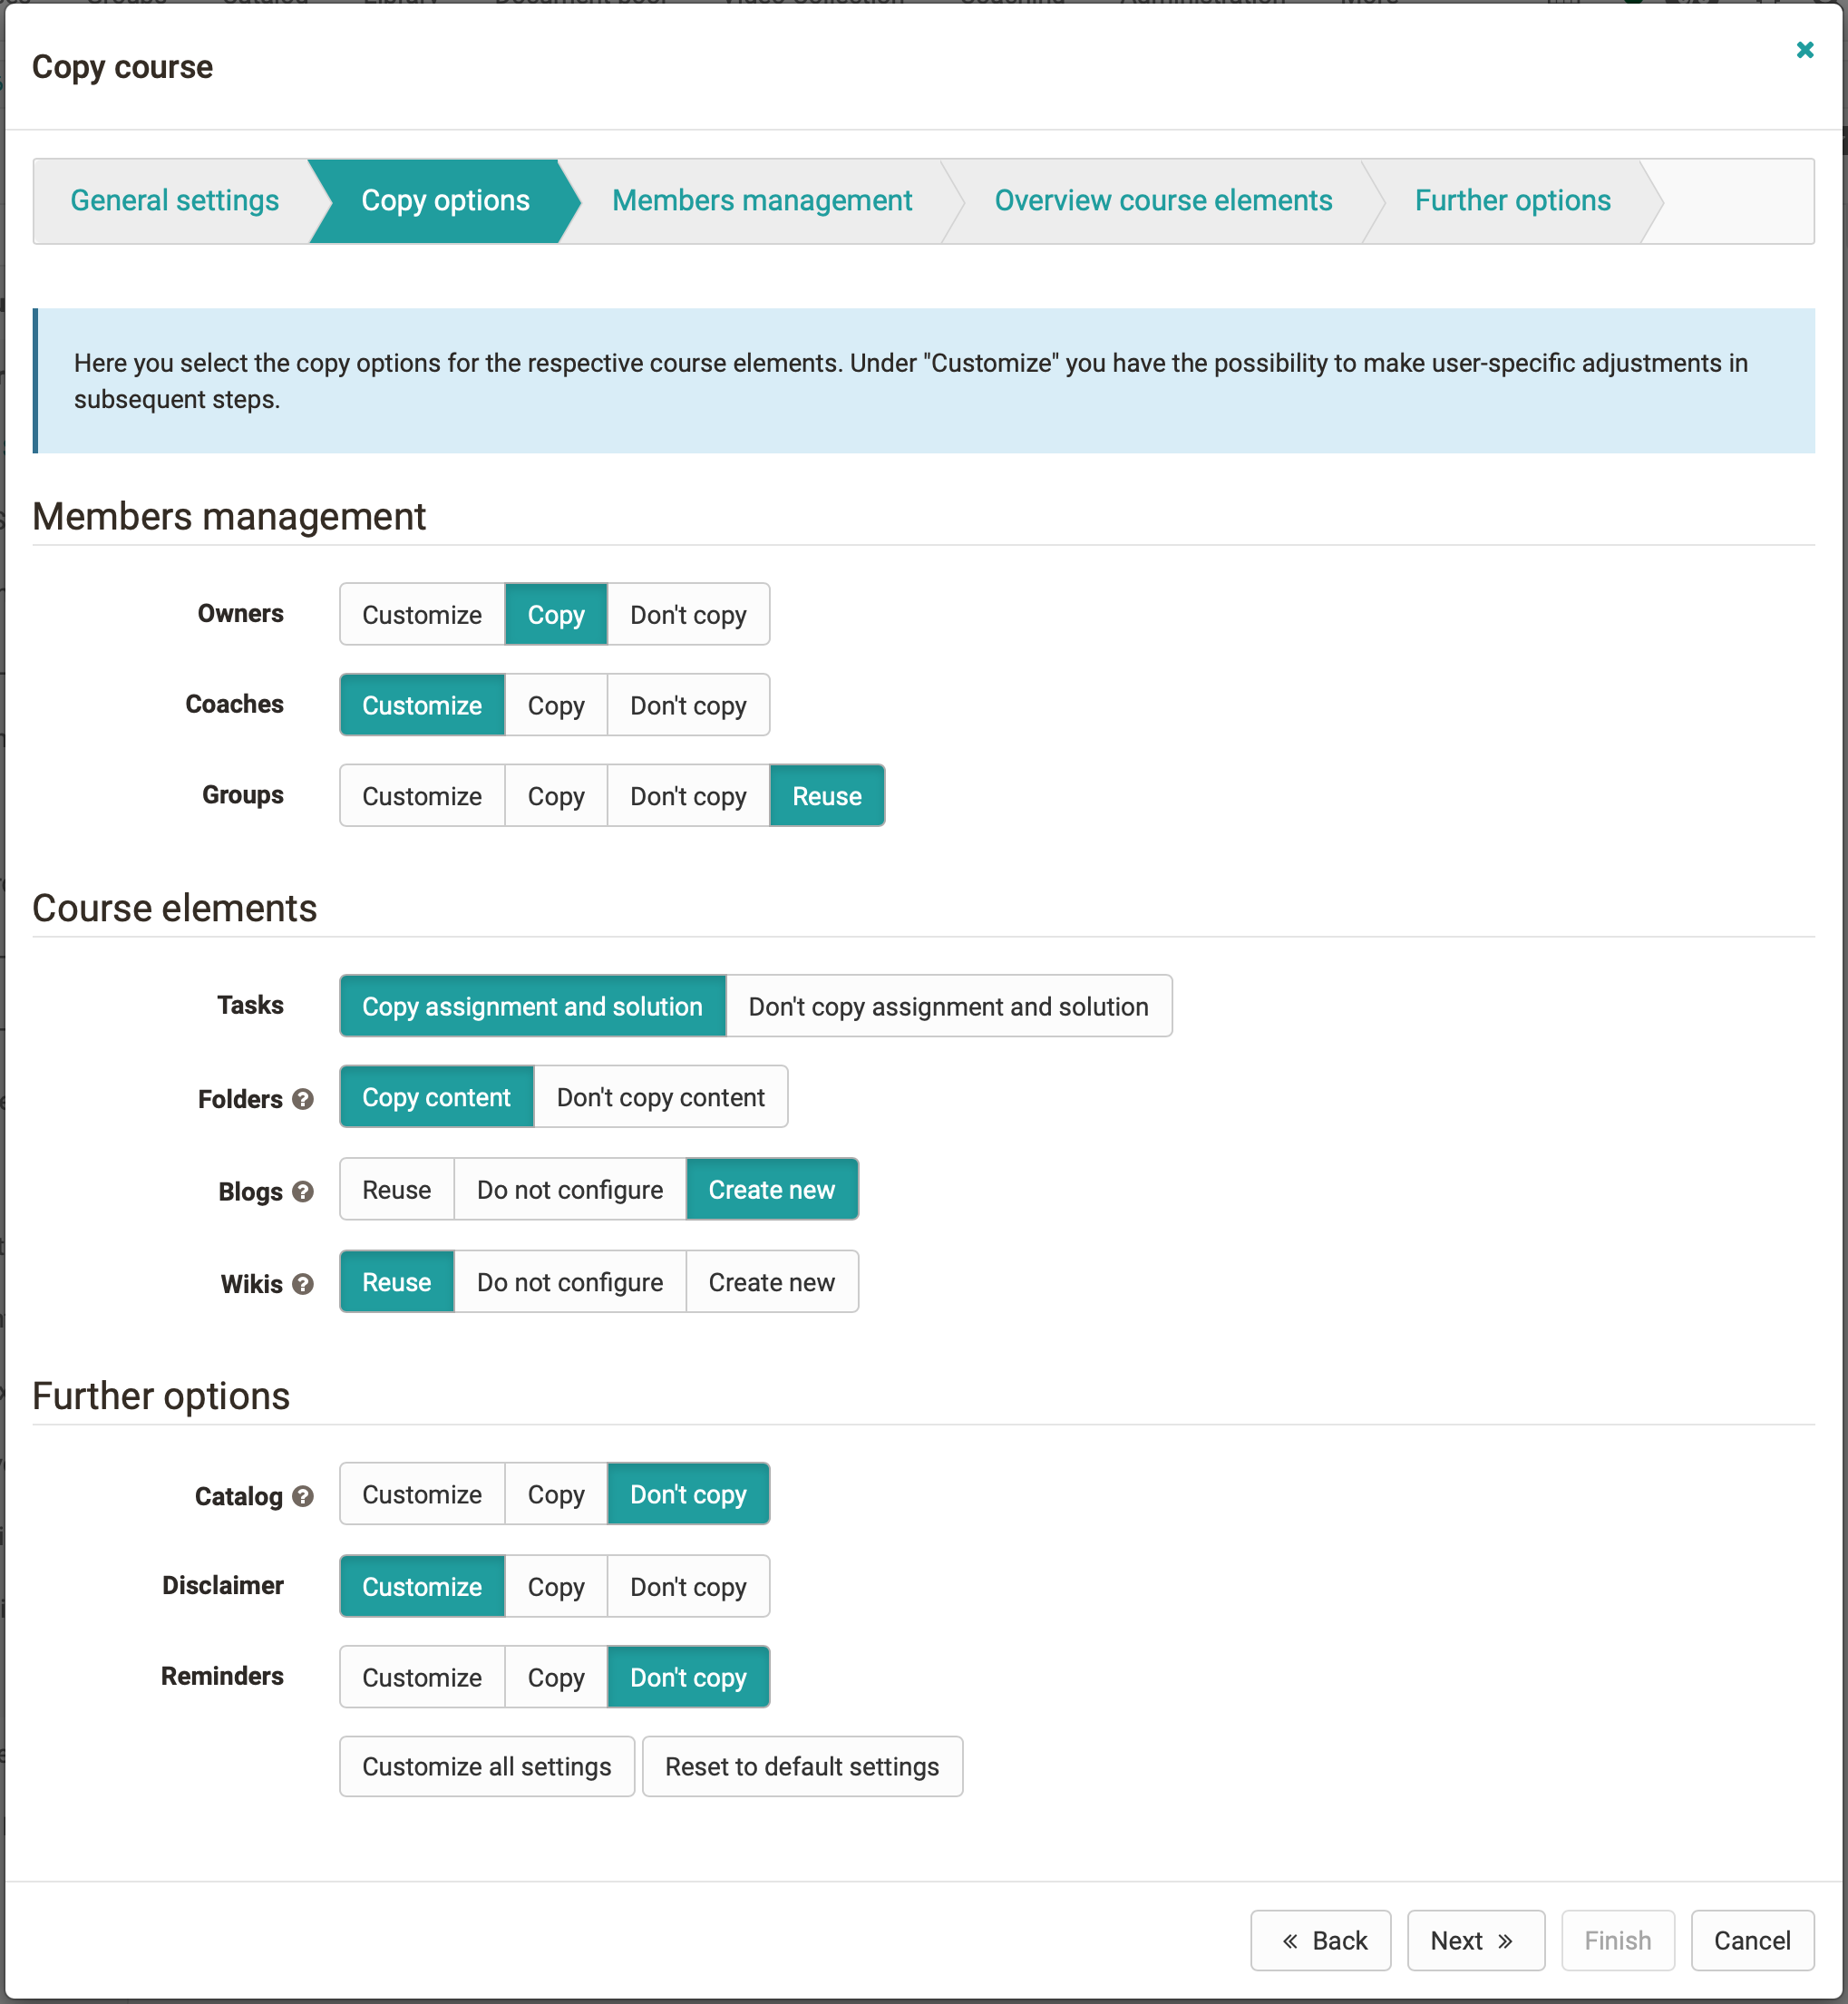 Copy course
General settings Copy options Members management Overview course elements Further options
Here you select the copy options for the respective course elements. Under "Customize" you have the possibility to make user-specific adjustments in
subsequent steps.
Members management
Owners Customize Copy Don't copy
Coaches Customize Copy Don't copy
Groups Customize Copy Don't copy Reuse
Course elements
Tasks Copy assignment and solution Don't copy assignment and solution
Folders Copy content Don't copy content
Blogs Reuse Do not configure Create new
Wikis Reuse Do not configure Create new
Further options
Catalog Customize Copy Don't copy
Disclaimer Customize Copy Don't copy
Reminders Customize Copy Don't copy
Customize all settings Reset to default settings
« Back Next » Finish Cancel